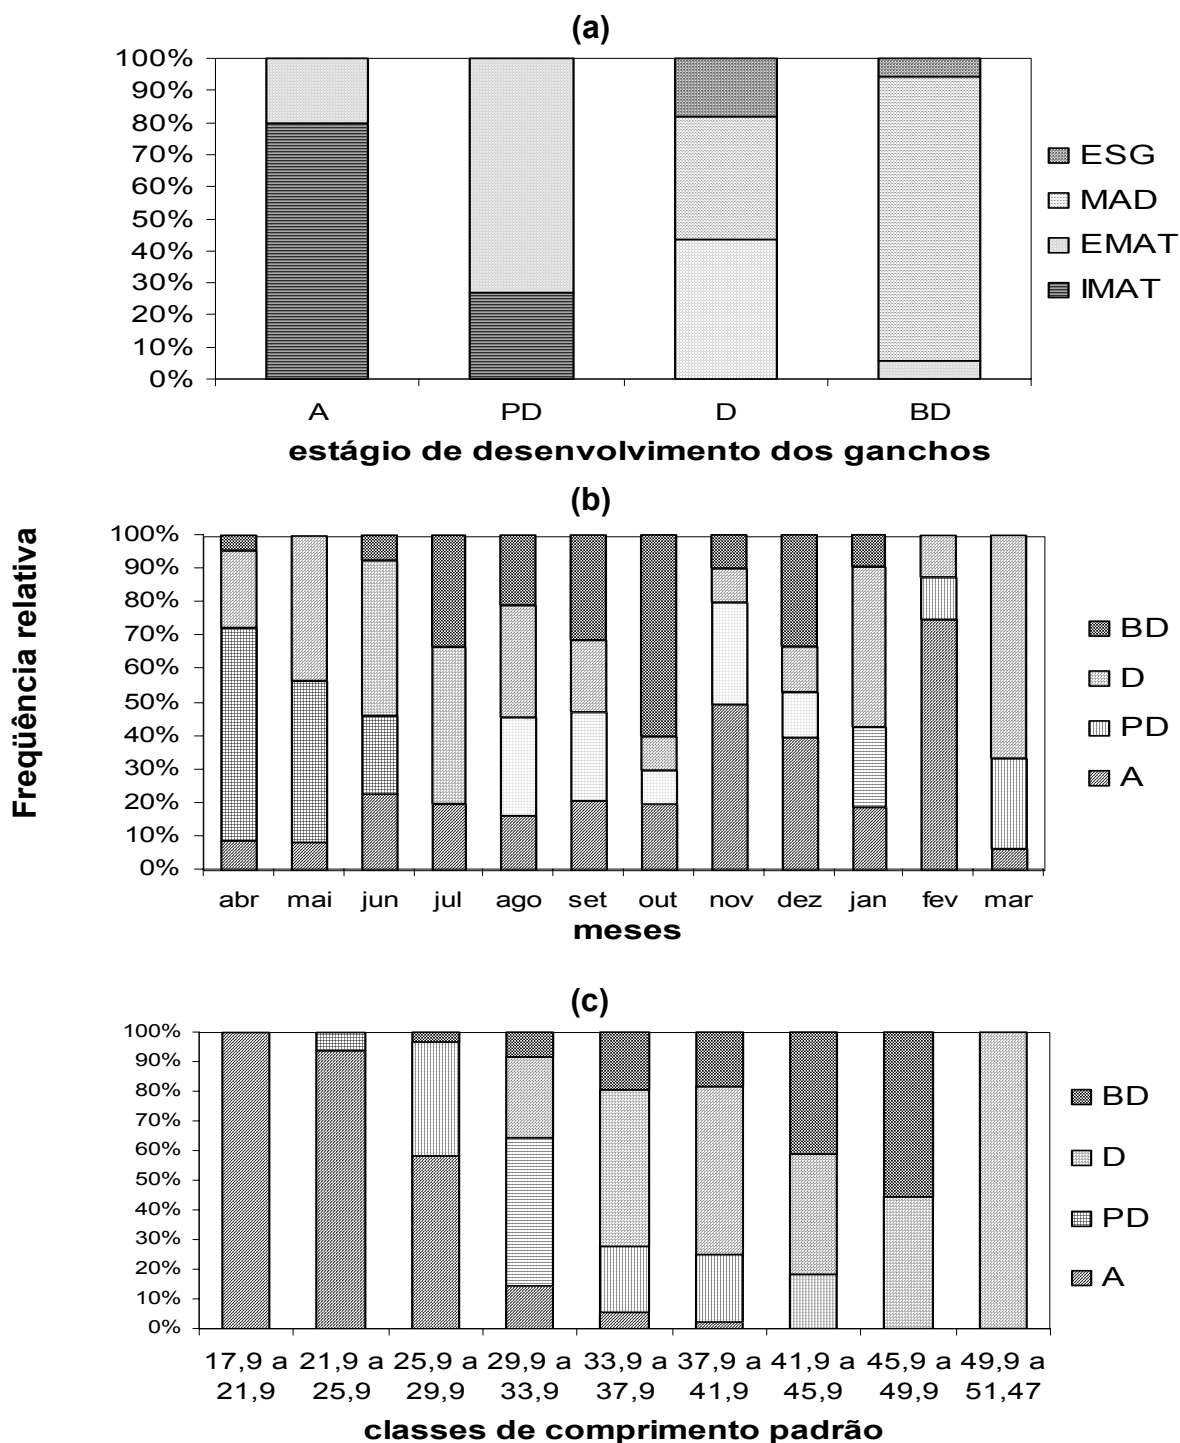 (a)
100%
90%
80%
70%
60%
50%
40%
30%
20%
10%
0%
A PD D BD
estágio de desenvolvimento dos ganchos
ESG
MAD
EMAT
IMAT
Freqüência relativa
(b)
100%
90%
80%
70%
60%
50%
40%
30%
20%
10%
0%
abr mai jun jul ago set out nov dez jan fev mar
meses
BD
D
PD
A
(c)
100%
90%
80%
70%
60%
50%
40%
30%
20%
10%
0%
17,9 a 21,9 a 25,9 a 29,9 a 33,9 a 37,9 a 41,9 a 45,9 a 49,9 a
21,9 25,9 29,9 33,9 37,9 41,9 45,9 49,9 51,47
classes de comprimento padrão
BD
D
PD
A